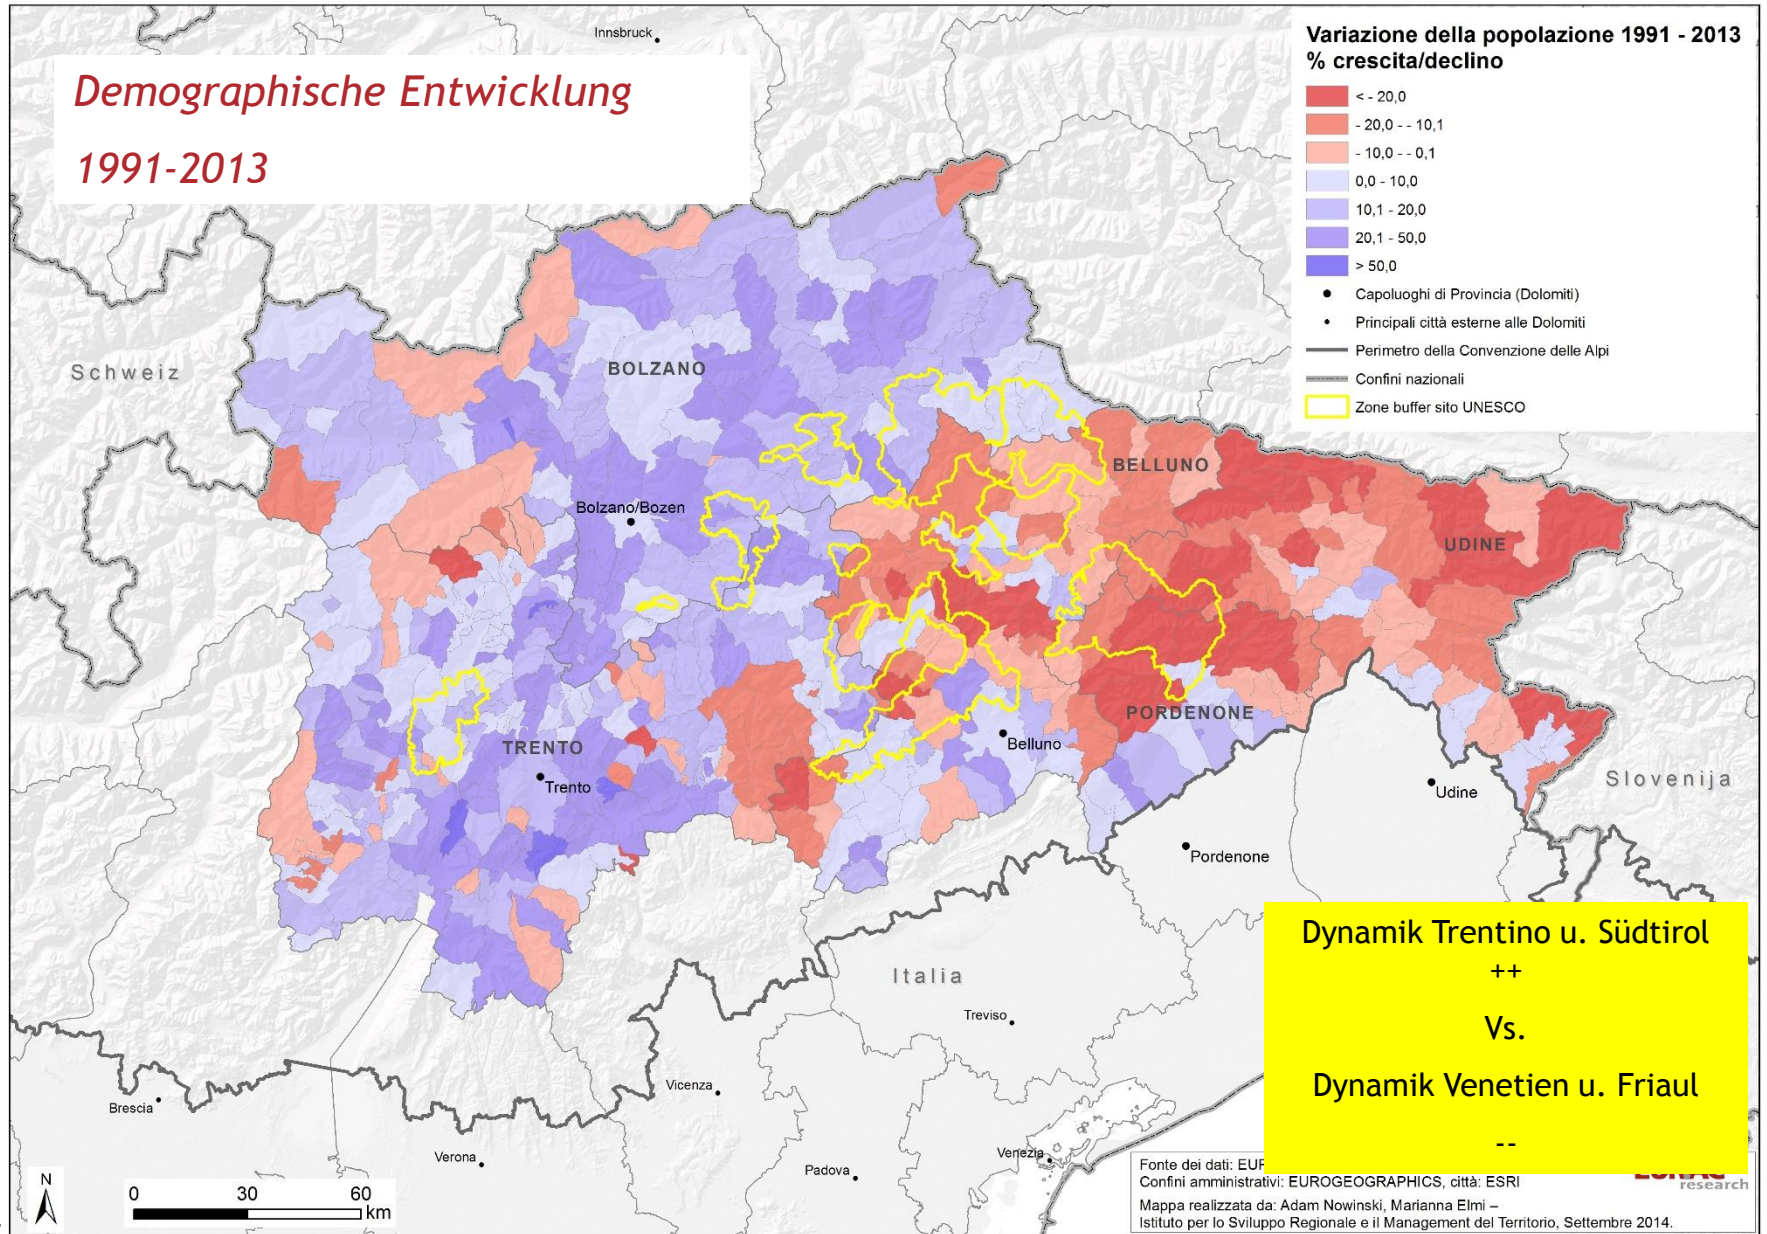 Demographische Entwicklung
1991-2013
Variazione della popolazione 1991 - 2013
% crescita/declino
< - 20,0
- 20,0 - - 10,1
- 10,0 - - 0,1
0,0 - 10,0
10,1 - 20,0
20,1 - 50,0
> 50,0
Capoluoghi di Provincia (Dolomiti)
Principali città esterne alle Dolomiti
Perimetro della Convenzione delle Alpi
Confini nazionali
Zone buffer sito UNESCO
Innsbruck
Schweiz
BOLZANO
BELLUNO
Bolzano/Bozen
UDINE
PORDENONE
TRENTO
Belluno
Trento
Slovenija
Udine
Pordenone
Italia
Treviso
Vicenza
Brescia
Verona
Padova
Venezia
Dynamik Trentino u. Südtirol
++
Vs.
Dynamik Venetien u. Friaul
--
N
0 30 60
km
Fonte dei dati: EUR
Confini amministrativi: EUROGEOGRAPHICS, città: ESRI
Mappa realizzata da: Adam Nowinski, Marianna Elmi –
Istituto per lo Sviluppo Regionale e il Management del Territorio, Settembre 2014.
research